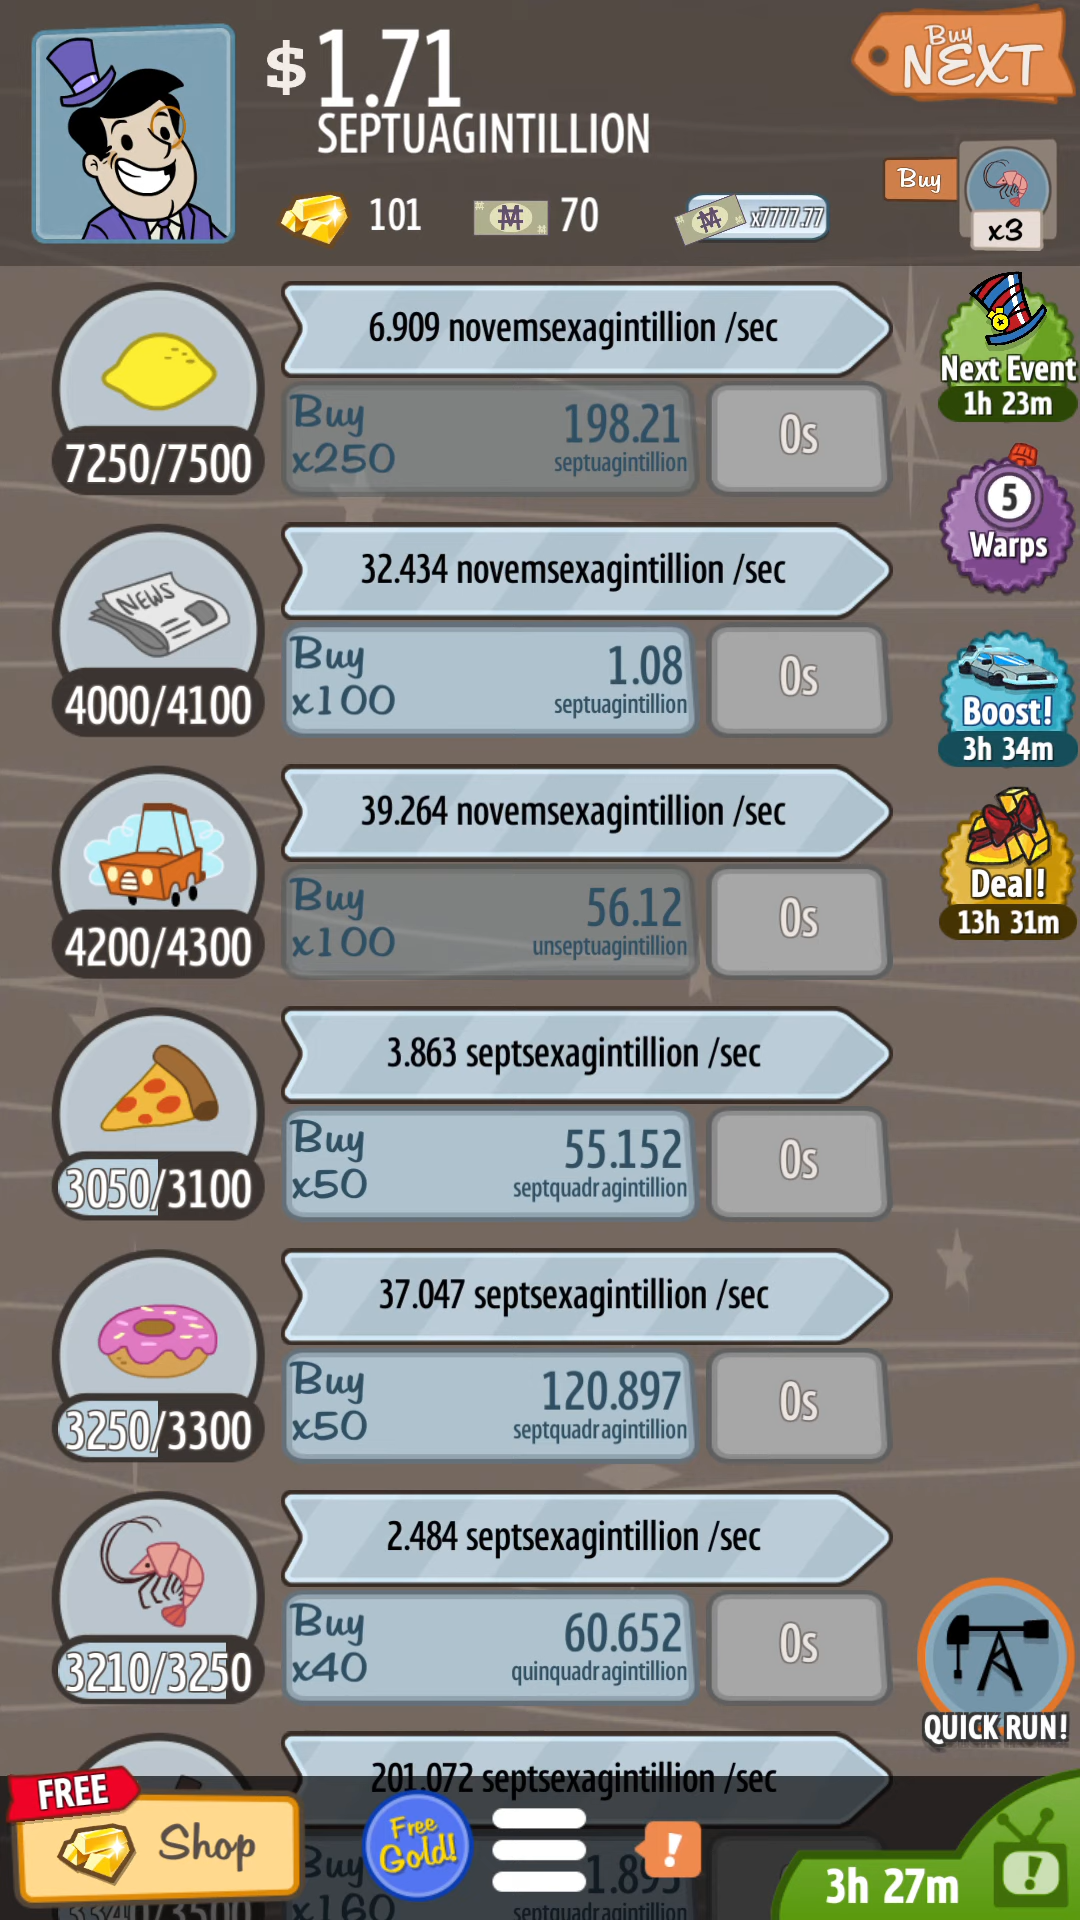 $1.71
SEPTUAGINTILLION
Buy
NEXT
101
70
x7777.77
Buy
x3
6.909 novemsexagintillion /sec
Buy
x250
198.21
septuagintillion
0s
7250/7500
Next Event
1h 23m
5
Warps
32.434 novemsexagintillion /sec
NEWS
Buy
x100
1.08
septuagintillion
0s
4000/4100
Boost!
3h 34m
39.264 novemsexagintillion /sec
Buy
x100
56.12
unseptuagintillion
0s
4200/4300
Deal!
13h 31m
3.863 septsexagintillion /sec
Buy
x50
55.152
septquadragintillion
0s
3050/3100
37.047 septsexagintillion /sec
Buy
x50
120.897
septquadragintillion
0s
3250/3300
2.484 septsexagintillion /sec
Buy
x40
60.652
quinquadragintillion
0s
3210/3250
QUICK RUN!
201.072 septsexagintillion /sec
FREE
Shop
Free
Gold!
!
Buy
x160
septquadragintillion
3h 27m
!